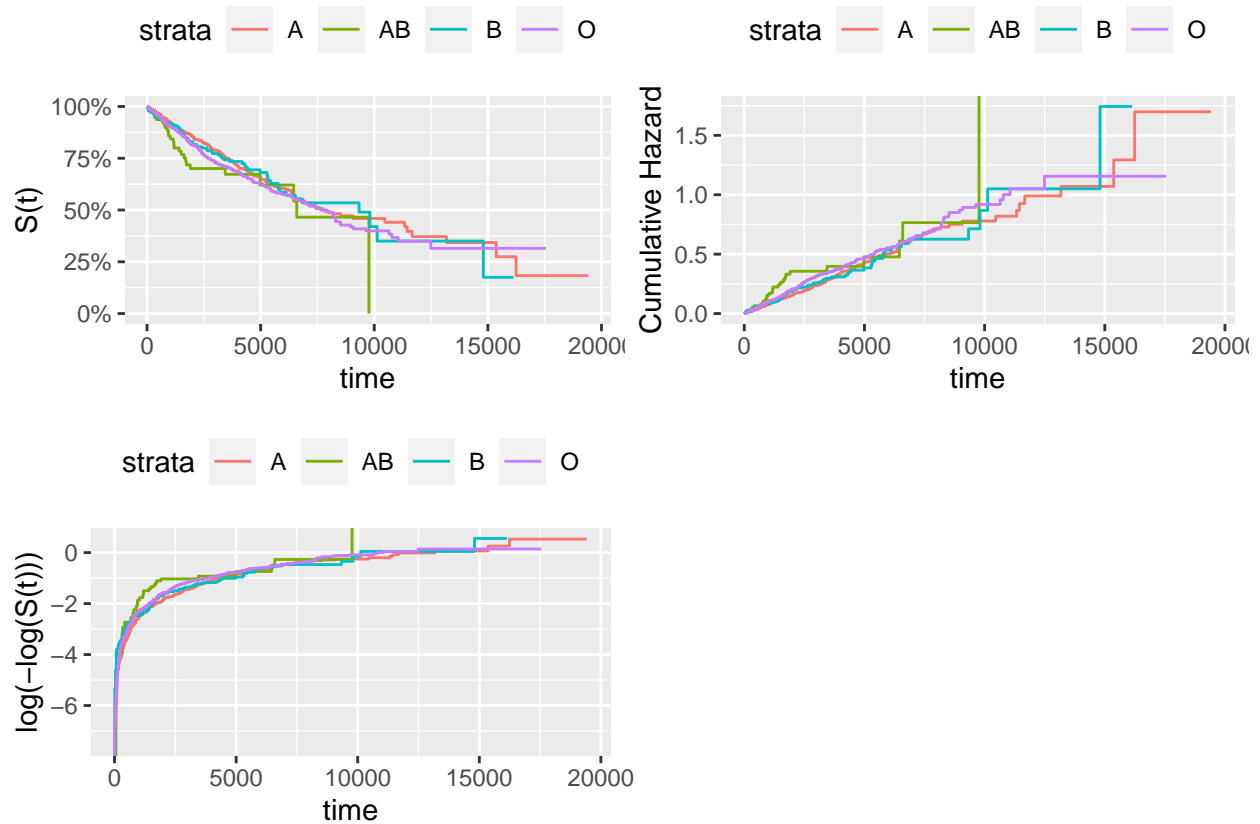 strata A AB B O
S(t)
100%
75%
50%
25%
0%
0 5000 10000 15000 20000
time
strata A AB B O
Cumulative Hazard
1.5
1.0
0.5
0.0
0 5000 10000 15000 20000
time
strata A AB B O
log(−log(S(t)))
0
−2
−4
−6
0 5000 10000 15000 20000
time